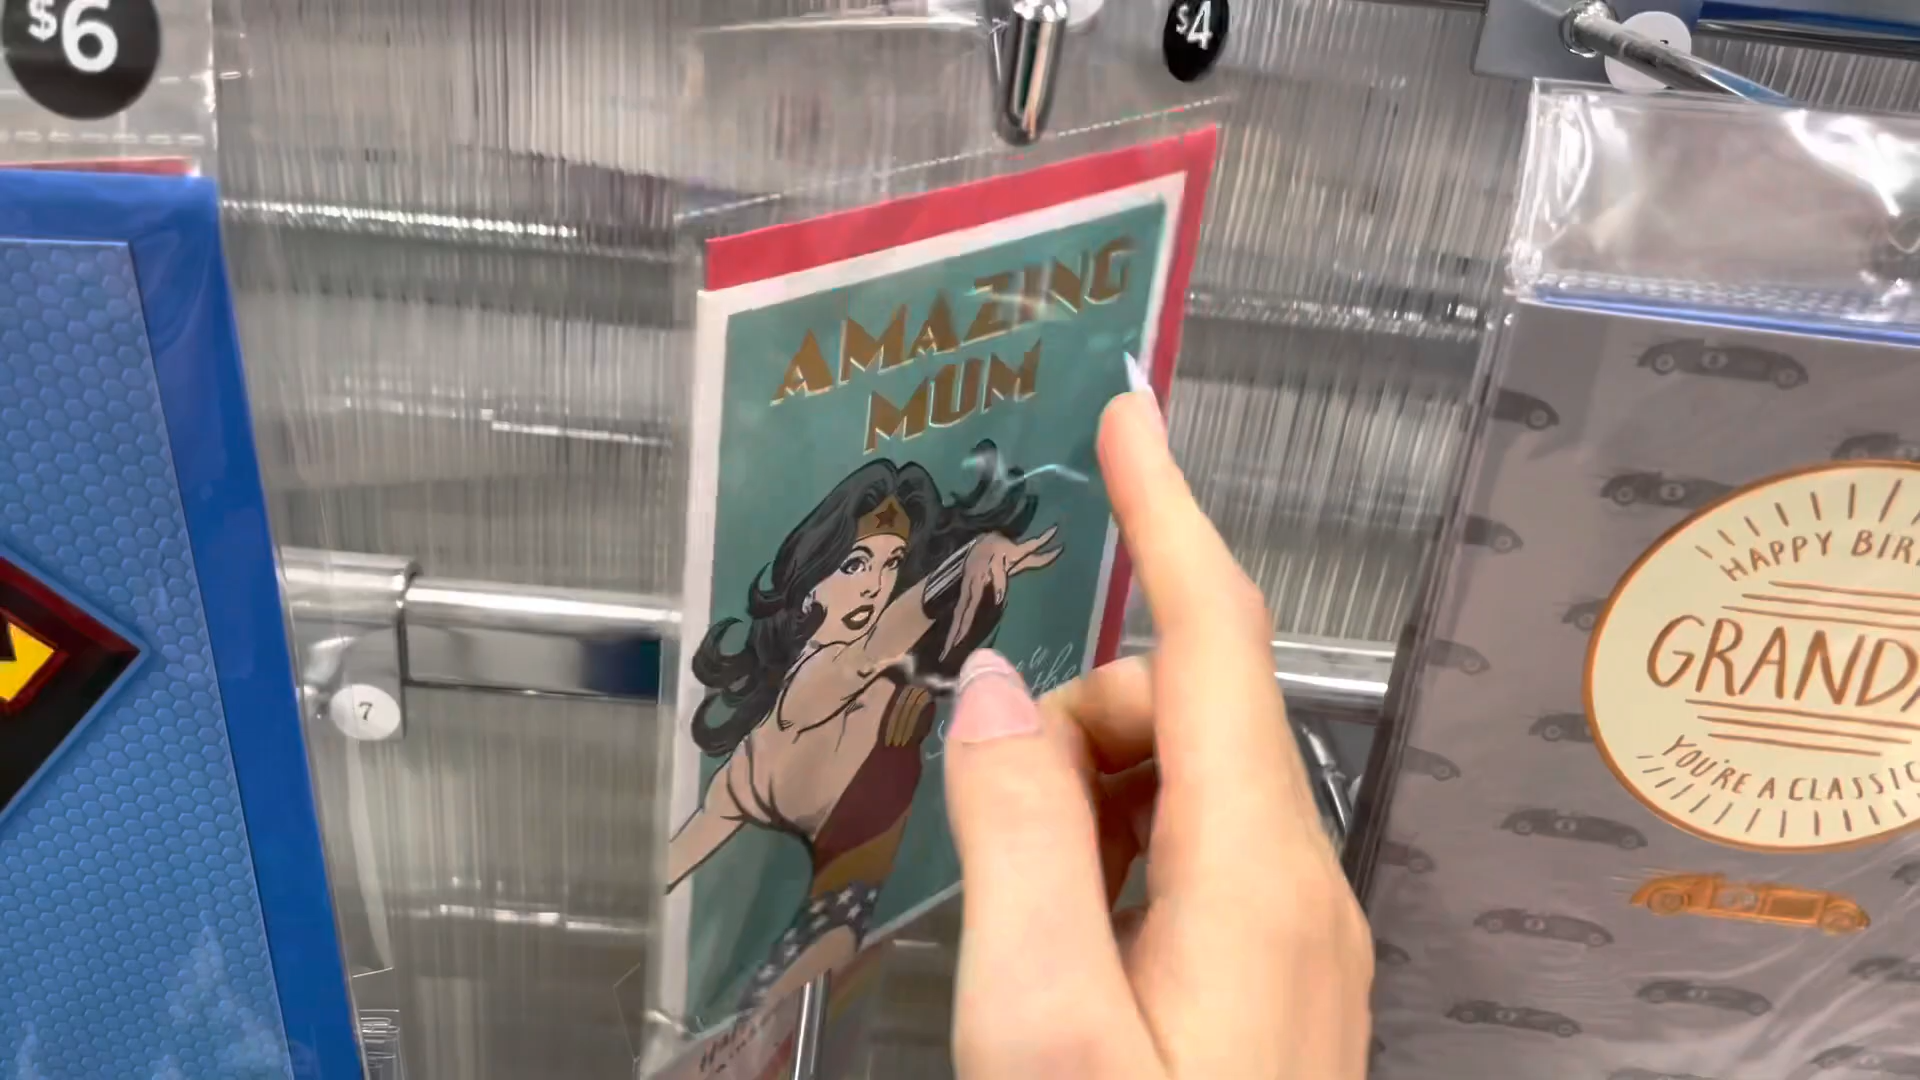 $6
$4
AMAZING
MUM
7
HAPPY BIR
GRAND
YOU'RE A CLASSIC